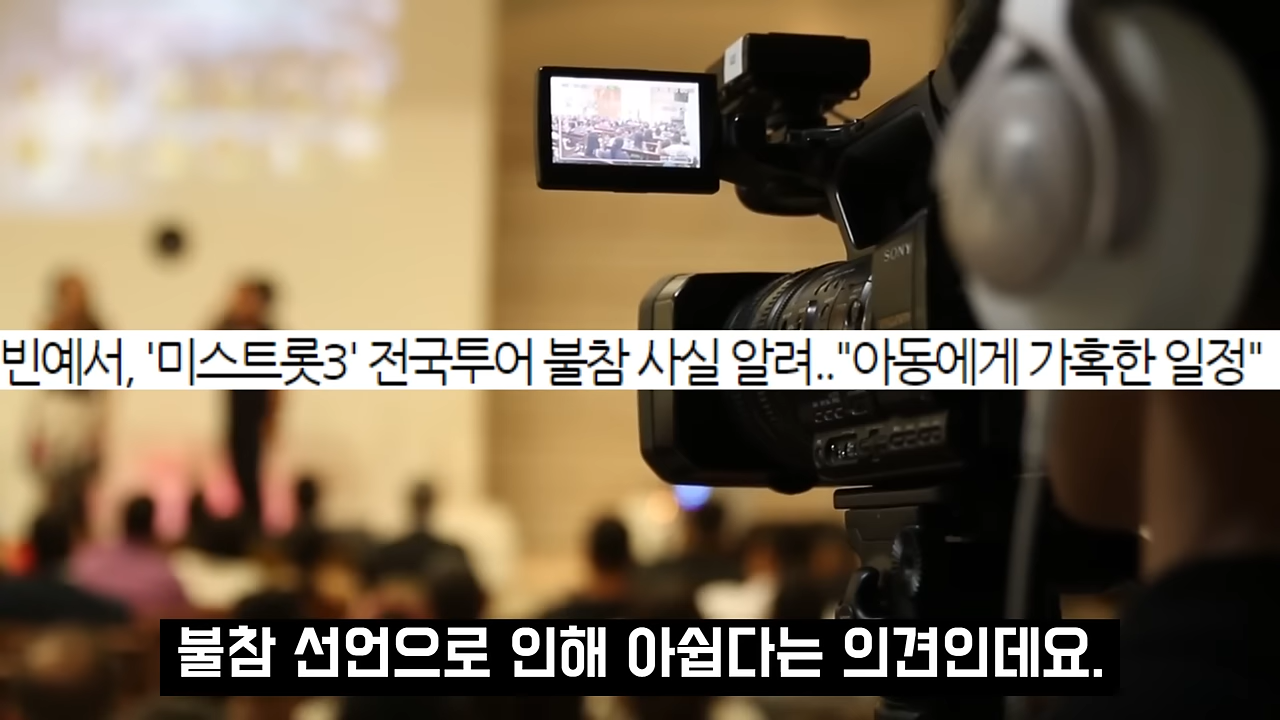 SONY
빈예서, '미스트롯3' 전국투어 불참 사실 알려.."아동에게 가혹한 일정"
불참 선언으로 인해 아쉽다는 의견인데요.